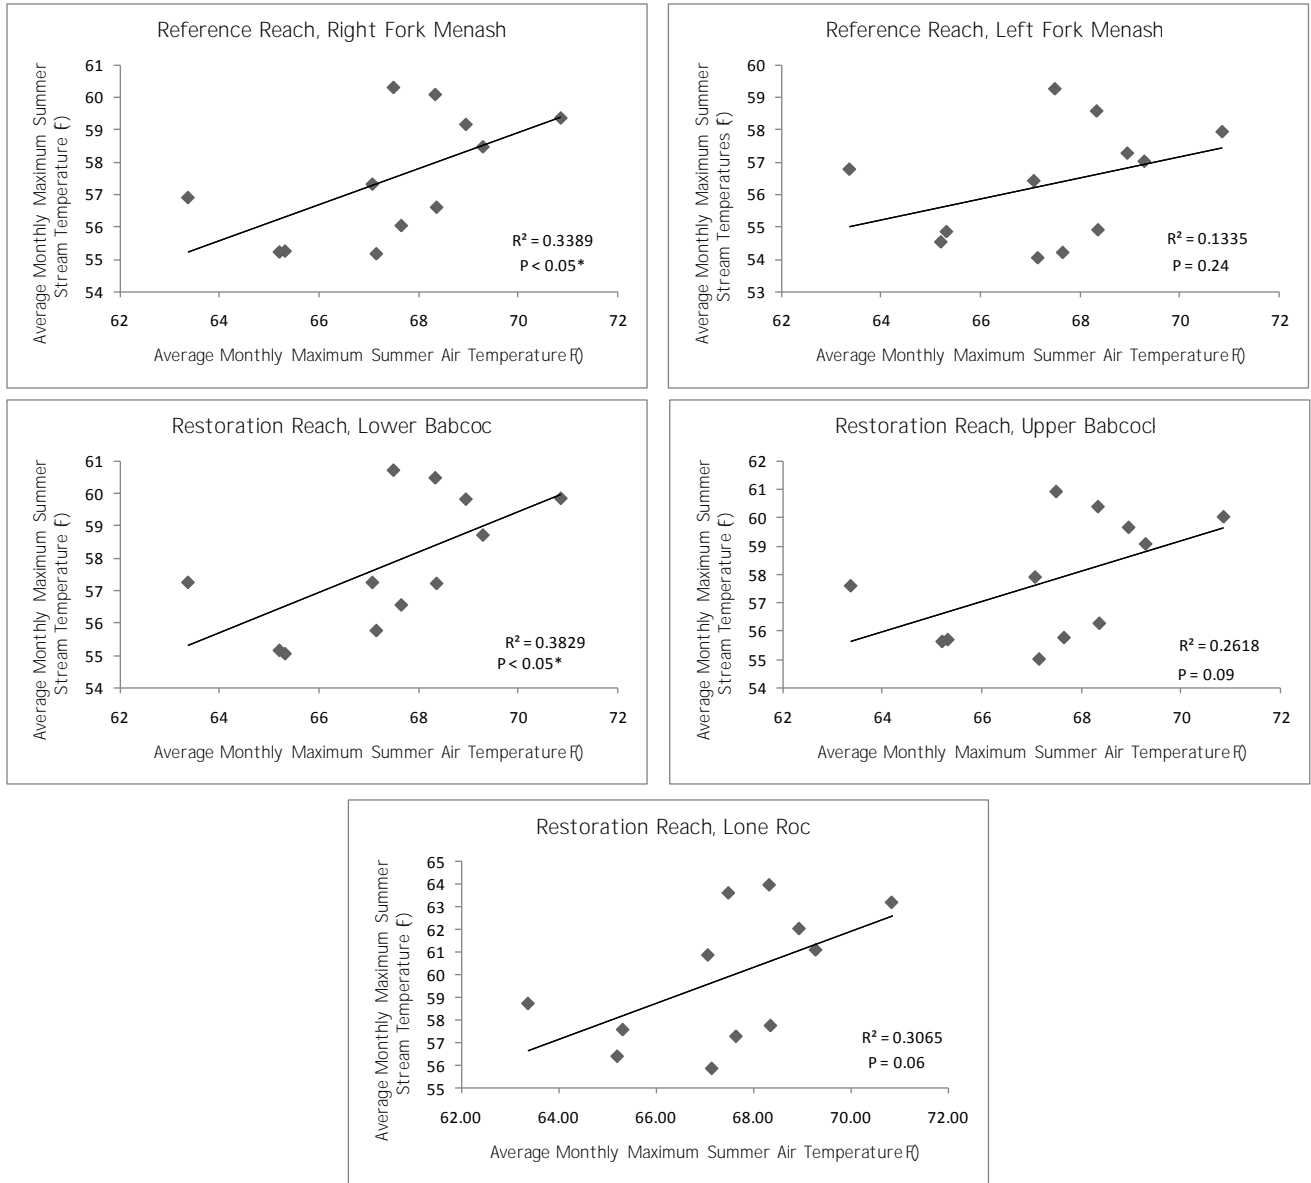 Reference Reach, Right Fork Menash
Average Monthly Maximum Summer
Stream Temperature (F)
61
60
59
58
57
56
55
54
R² = 0.3389
P < 0.05*
62 64 66 68 70 72
Average Monthly Maximum Summer Air Temperature F()
Reference Reach, Left Fork Menash
Average Monthly Maximum Summer
Stream Temperatures (F)
60
59
58
57
56
55
54
53
R² = 0.1335
P = 0.24
62 64 66 68 70 72
Average Monthly Maximum Summer Air Temperature F()
Restoration Reach, Lower Babcoc
Average Monthly Maximum Summer
Stream Temperature (F)
61
60
59
58
57
56
55
54
R² = 0.3829
P < 0.05*
62 64 66 68 70 72
Average Monthly Maximum Summer Air Temperature F()
Restoration Reach, Upper Babcock
Average Monthly Maximum Summer
Stream Temperature (F)
62
61
60
59
58
57
56
55
54
R² = 0.2618
P = 0.09
62 64 66 68 70 72
Average Monthly Maximum Summer Air Temperature F()
Restoration Reach, Lone Roc
Average Monthly Maximum Summer
Stream Temperature (F)
65
64
63
62
61
60
59
58
57
56
55
R² = 0.3065
P = 0.06
62.00 64.00 66.00 68.00 70.00 72.00
Average Monthly Maximum Summer Air Temperature F()